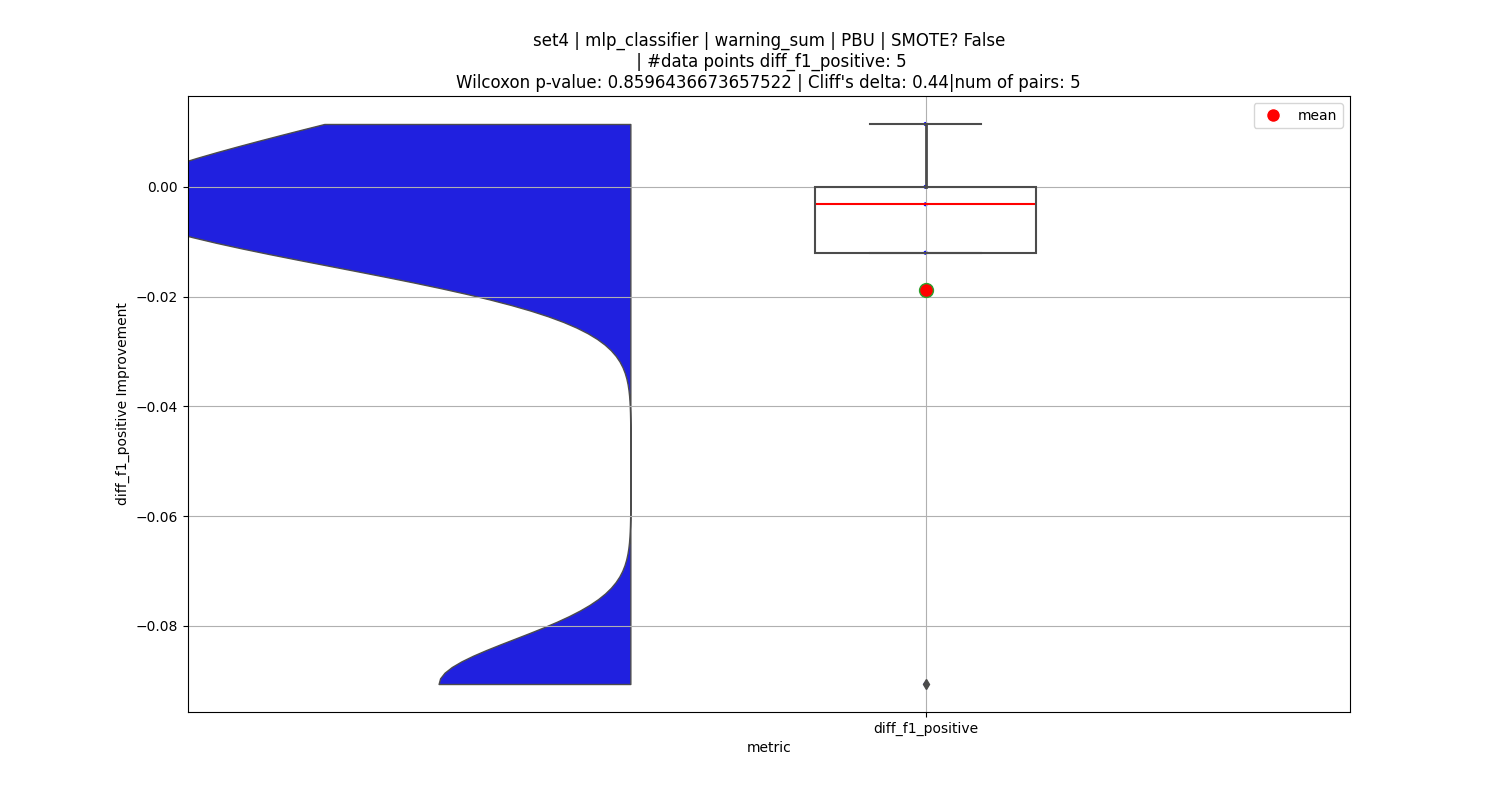 set4 | mlp_classifier | warning_sum | PBU | SMOTE? False
| #data points diff_f1_positive: 5
Wilcoxon p-value: 0.8596436673657522 | Cliff's delta: 0.44|num of pairs: 5
mean
0.00
−0.02
−0.04
−0.06
−0.08
diff_f1_positive Improvement
diff_f1_positive
metric